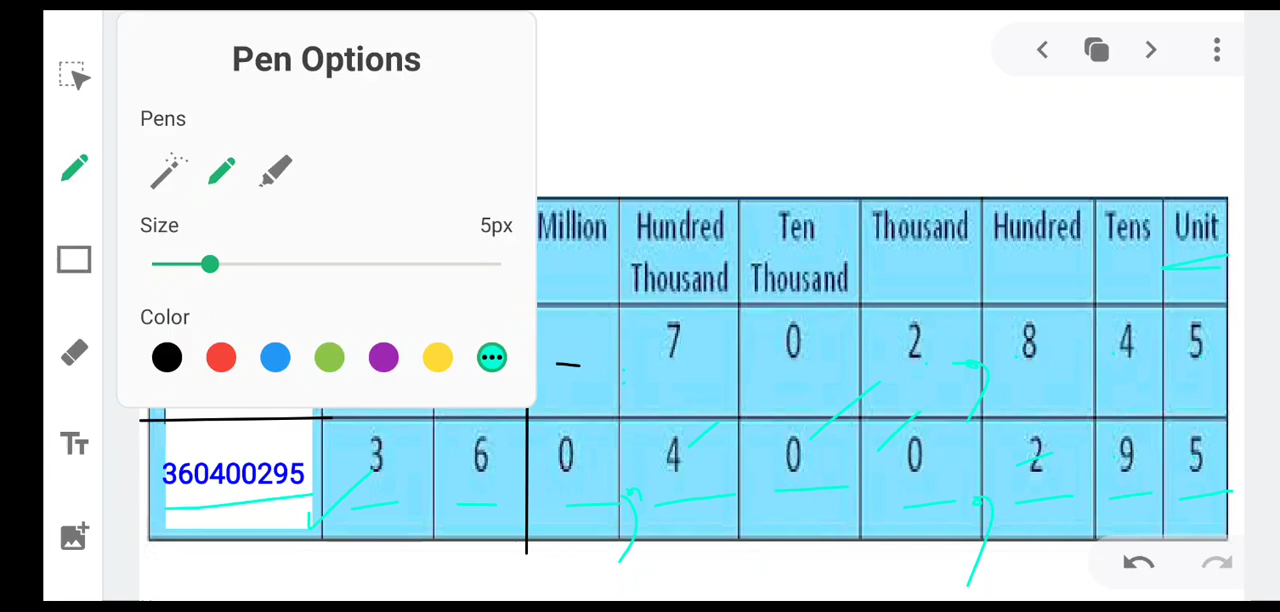 Pen Options
Pens
Size 5px
Color
Million Hundred Thousand Ten Thousand Thousand Hundred Tens Unit
– 7 0 2 , 8 4 5
360400295 3 6 0 , 4 0 0 , 2 9 5
TT